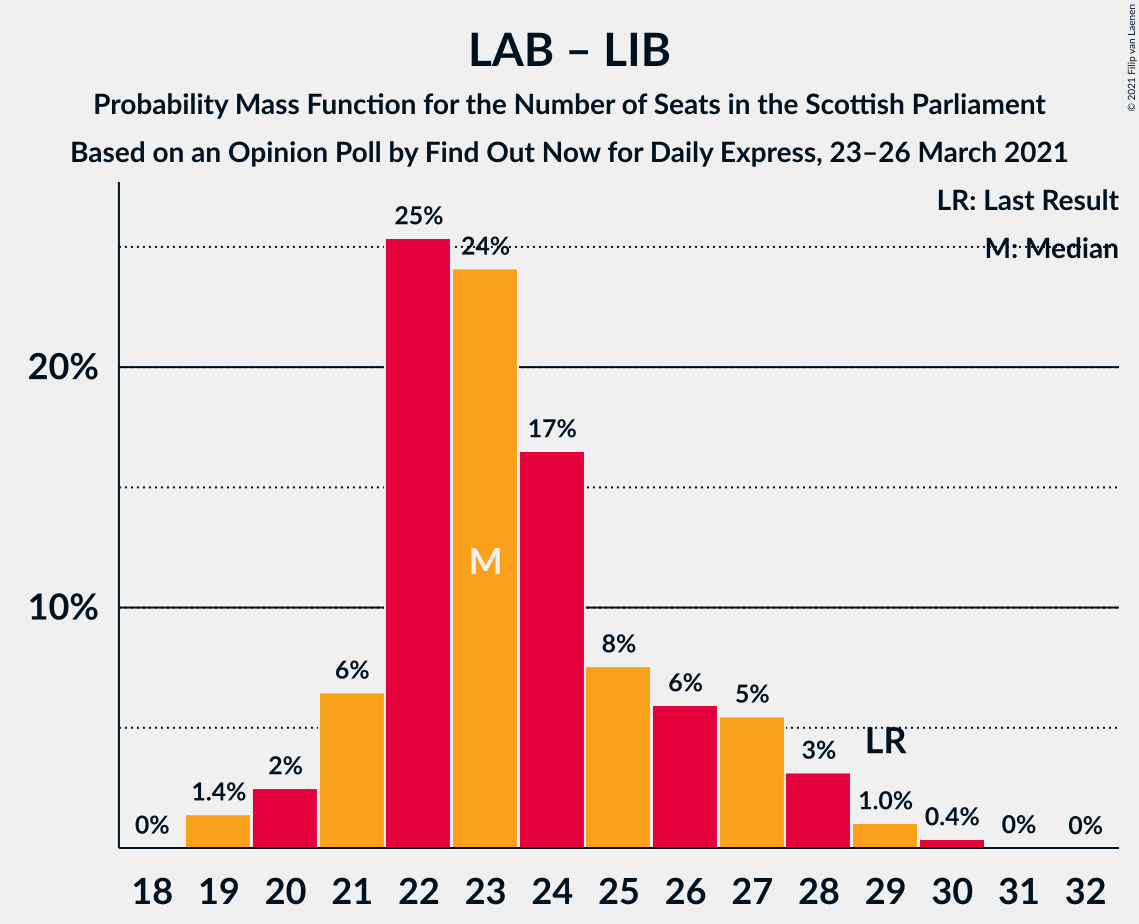 LAB – LIB
Probability Mass Function for the Number of Seats in the Scottish Parliament
Based on an Opinion Poll by Find Out Now for Daily Express, 23–26 March 2021
© 2021 Filip van Laenen
LR: Last Result
M: Median
20%
10%
0%
1.4%
2%
6%
25%
24%
17%
8%
6%
5%
3%
1.0%
0.4%
0%
0%
M
LR
18 19 20 21 22 23 24 25 26 27 28 29 30 31 32